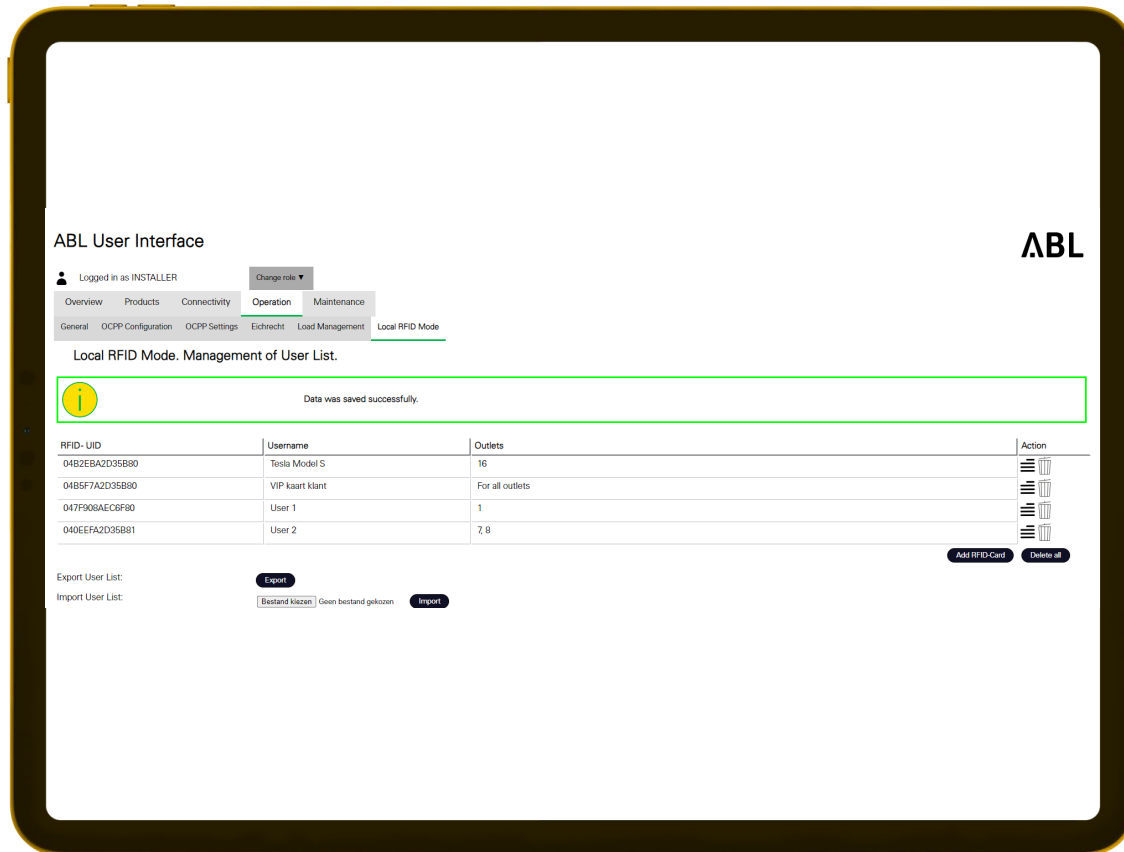 ABL User Interface
ABL
Logged in as INSTALLER
Change role ▼
Overview Products Connectivity Operation Maintenance
General OCPP Configuration OCPP Settings Eichrecht Load Management Local RFID Mode
Local RFID Mode. Management of User List.
i
Data was saved successfully.
RFID- UID Username Outlets Action
04B2EBA2D35B80 Tesla Model S 16
04B5F7A2D35B80 VIP kaart klant For all outlets
047F908AEC6F80 User 1 1
040EEFA2D35B81 User 2 7, 8
Add RFID-Card Delete all
Export User List: Export
Import User List: Bestand kiezen Geen bestand gekozen Import